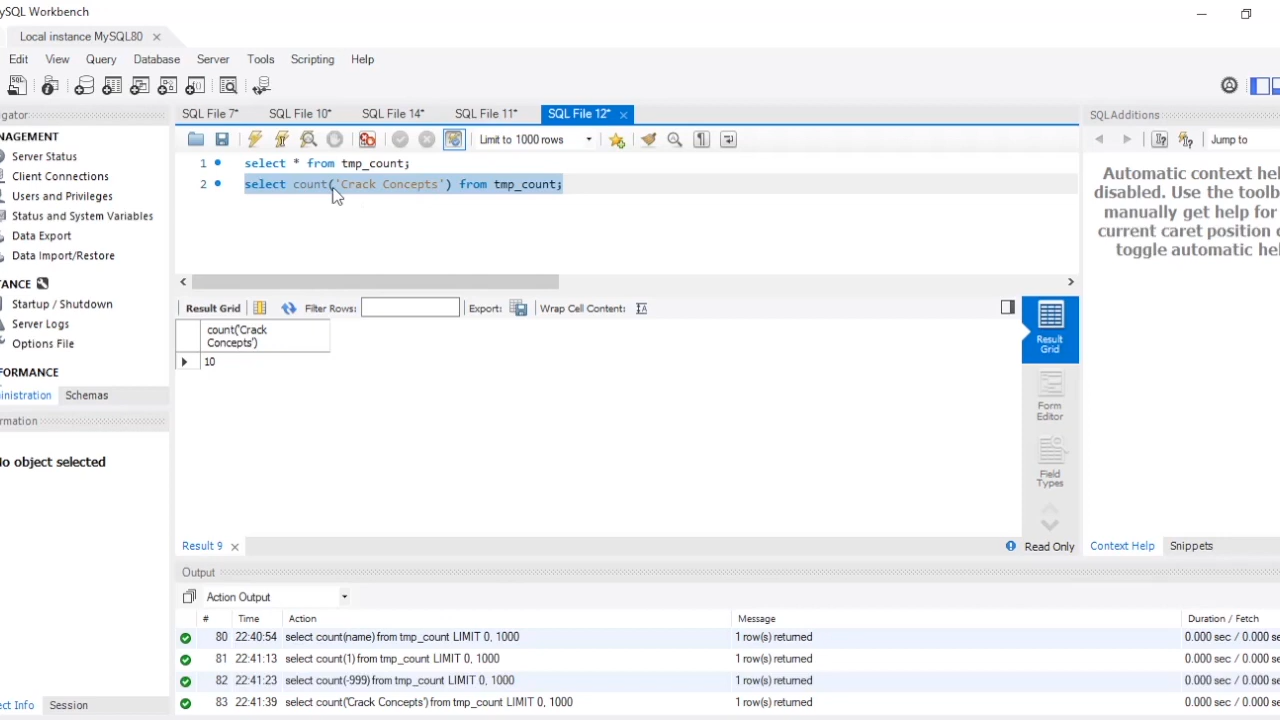 ySQL Workbench
Local instance MySQL80
Edit View Query Database Server Tools Scripting Help
gator
SQL File 7* SQL File 10* SQL File 14* SQL File 11* SQL File 12*
SQLAdditions
NAGEMENT
Server Status
Client Connections
Users and Privileges
Status and System Variables
Data Export
Data Import/Restore
TANCE
Startup / Shutdown
Server Logs
Options File
FORMANCE
inistration Schemas
rmation
lo object selected
ect Info Session
Limit to 1000 rows
1 select * from tmp_count;
2 select count('Crack Concepts') from tmp_count;
Jump to
Automatic context hel
disabled. Use the toolb
manually get help for
current caret position o
toggle automatic hel
Result Grid Filter Rows: Export: Wrap Cell Content:
count('Crack
Concepts')
10
Result
Grid
Form
Editor
Field
Types
Result 9
Read Only
Context Help Snippets
Output
Action Output
# Time Action Message Duration / Fetch
80 22:40:54 select count(name) from tmp_count LIMIT 0, 1000 1 row(s) returned 0.000 sec / 0.000 s
81 22:41:13 select count(1) from tmp_count LIMIT 0, 1000 1 row(s) returned 0.000 sec / 0.000 s
82 22:41:23 select count(-999) from tmp_count LIMIT 0, 1000 1 row(s) returned 0.000 sec / 0.000 s
83 22:41:39 select count('Crack Concepts') from tmp_count LIMIT 0, 1000 1 row(s) returned 0.000 sec / 0.000 s